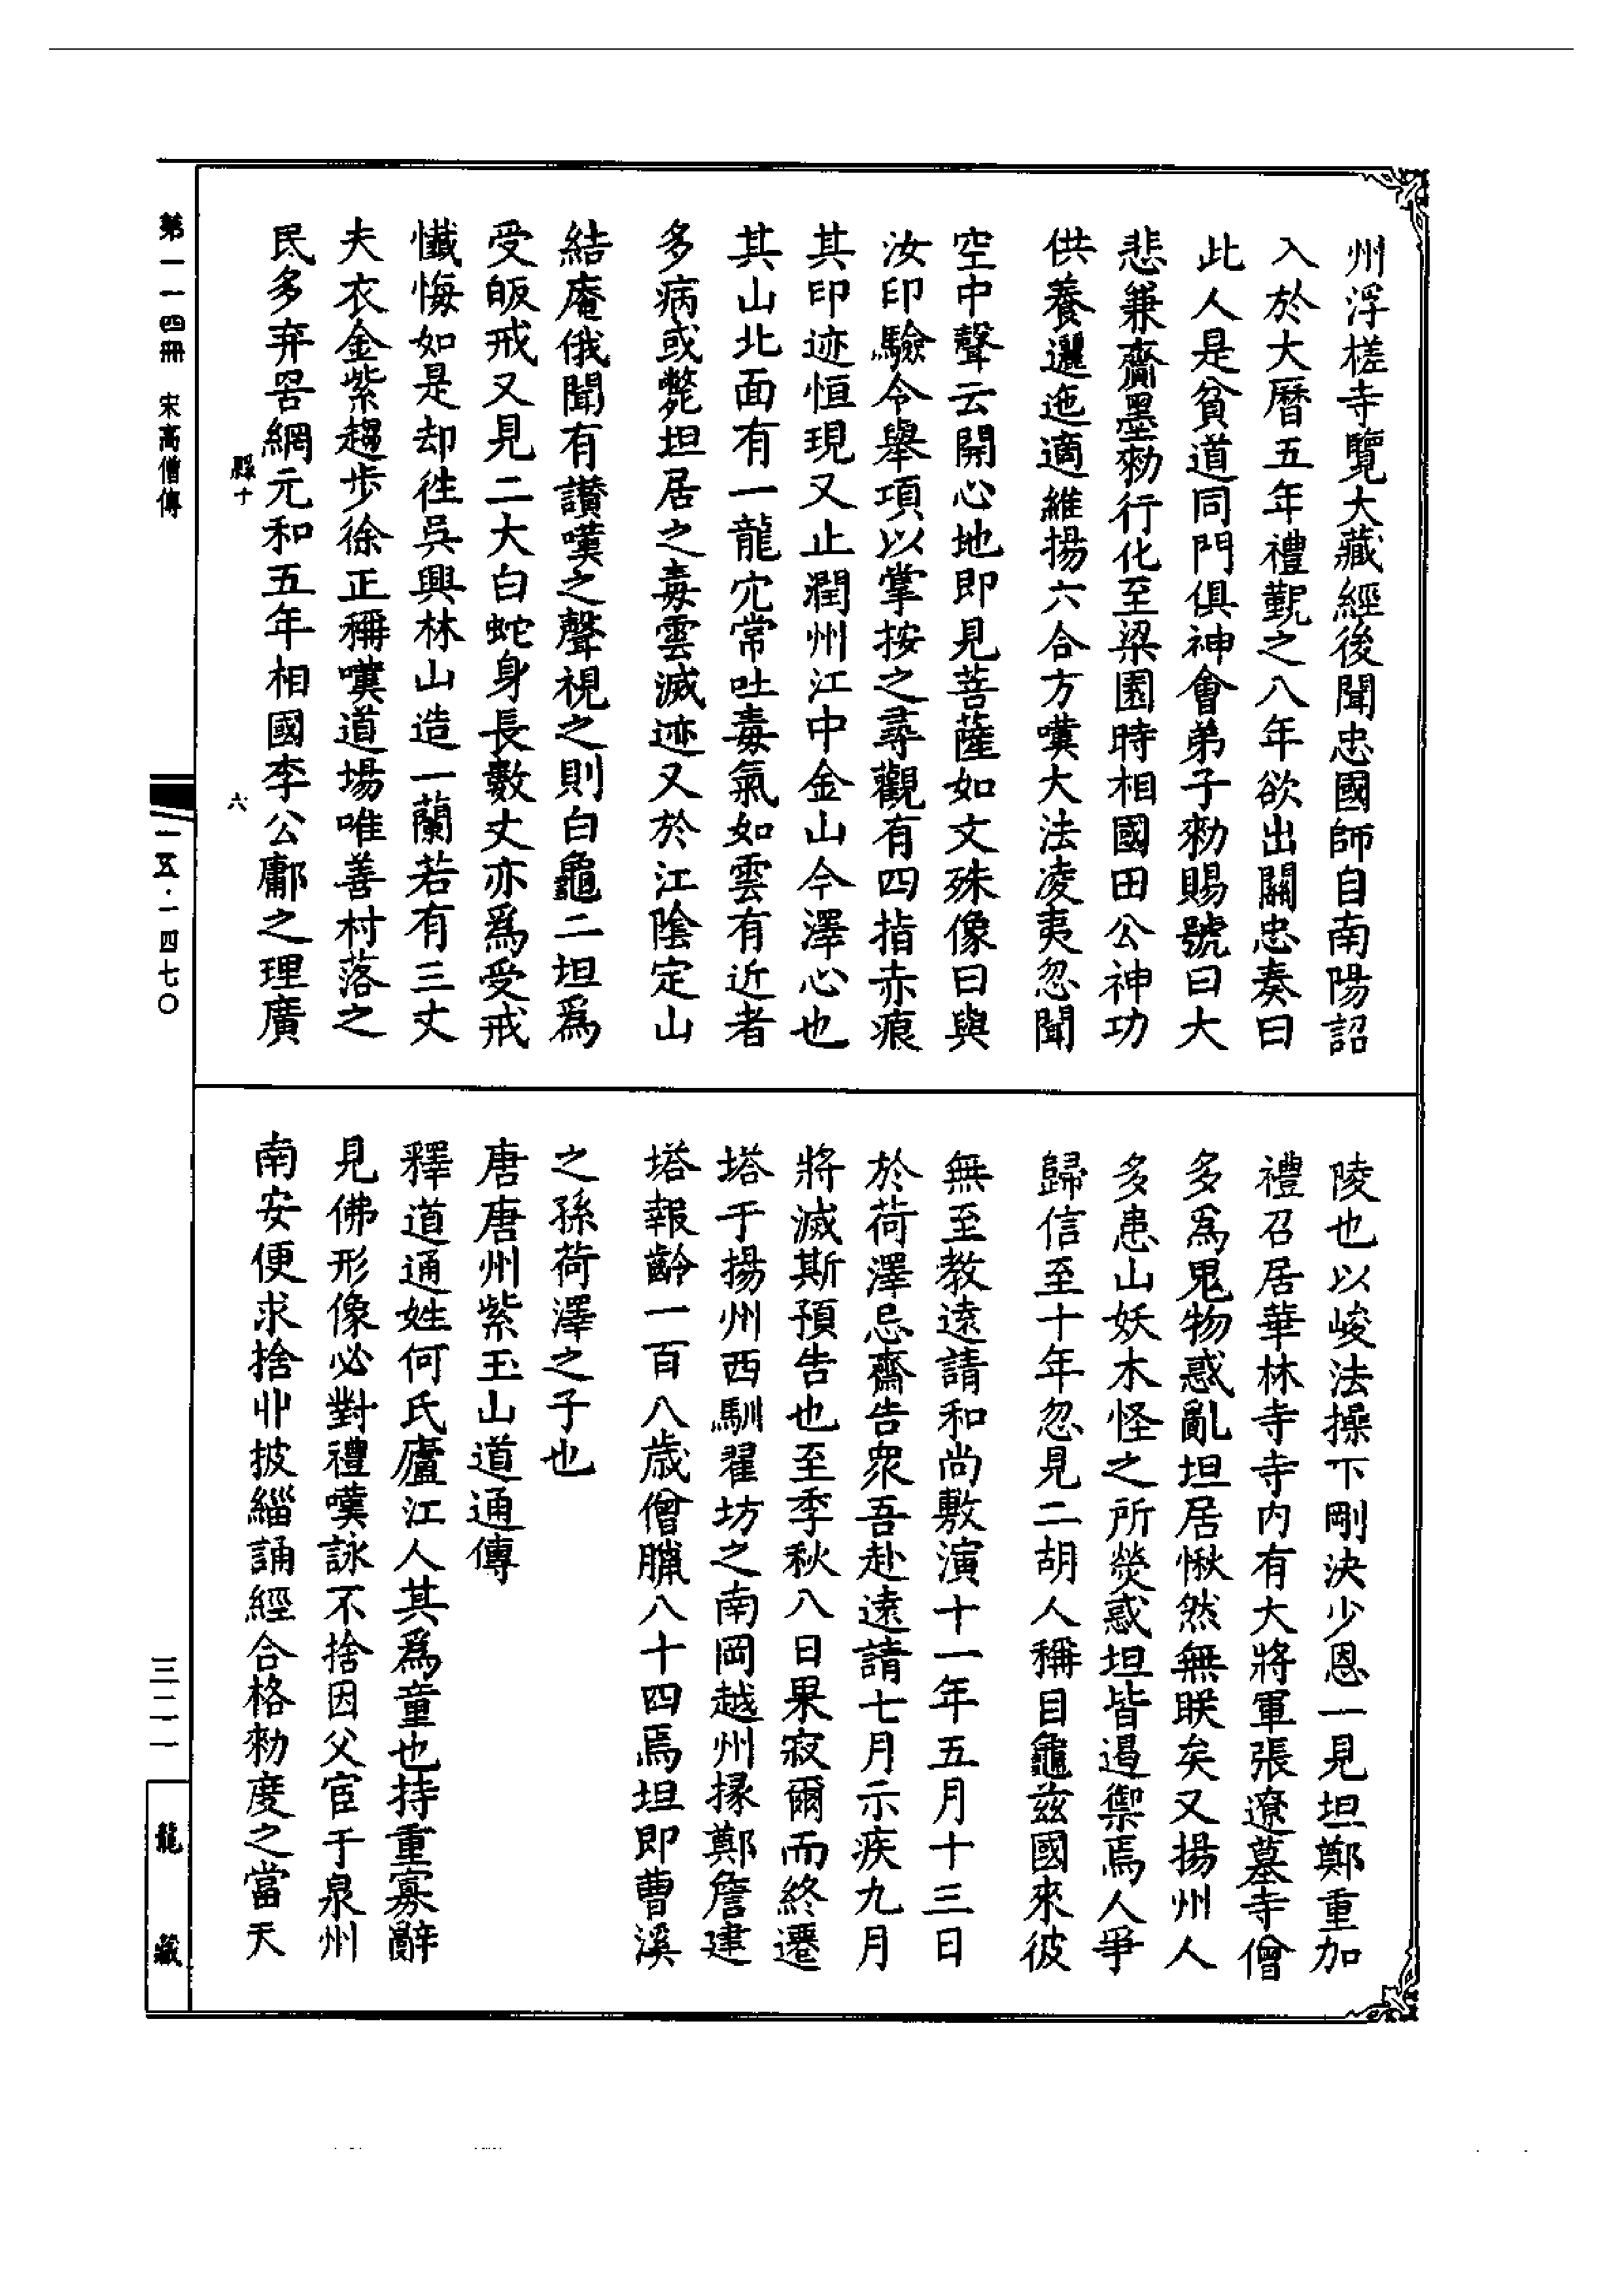 州浮槎寺覽大藏經後聞忠國師自南陽詔
入於大曆五年禮覲之八年欲出關忠奏曰
此人是貧道同門俱神會弟子勑賜號曰大
悲兼齎墨勑行化至梁園時相國田公神功
供養邐迤適維揚六合方嘆大法凌夷忽聞
空中聲云開心地即見菩薩如文殊像曰與
汝印驗令舉項以掌按之尋觀有四指赤痕
其印迹恒現又止潤州江中金山今澤心也
其山北面有一龍穴常吐毒氣如雲有近者
多病或斃坦居之毒雲滅迹又於江陰定山
結庵俄聞有讃嘆之聲視之則白龜二坦爲
受皈戒又見二大白蛇身長數丈亦爲受戒
懺悔如是却徃吳興林山造一蘭若有三丈
夫衣金紫趨步徐正稱嘆道場唯善村落之
民多弃罟網元和五年相國李公鄘之理廣
陵也以峻法操下剛決少恩一見坦鄭重加
禮召居華林寺寺内有大將軍張遼墓寺僧
多爲鬼物惑亂坦居愀然無眹矣又揚州人
多患山妖木怪之所熒惑坦皆遏禦焉人爭
歸信至十年忽見二胡人稱自龜兹國來彼
無至教遠請和尚敷演十一年五月十三日
於荷澤忌齋告衆吾赴遠請七月示疾九月
將滅斯預告也至季秋八日果寂爾而終遷
塔于揚州西馴翟坊之南岡越州掾鄭詹建
塔報齡一百八歲僧臘八十四焉坦即曹溪
之孫荷澤之子也
唐唐州紫玉山道通傳
釋道通姓何氏廬江人其爲童也持重寡辭
見佛形像必對禮嘆詠不捨因父宦于泉州
南安便求捨丱披緇誦經合格勑度之當天
縣十
六
第一一四冊
宋高僧傳
一五·一四七〇
三二一
龍藏